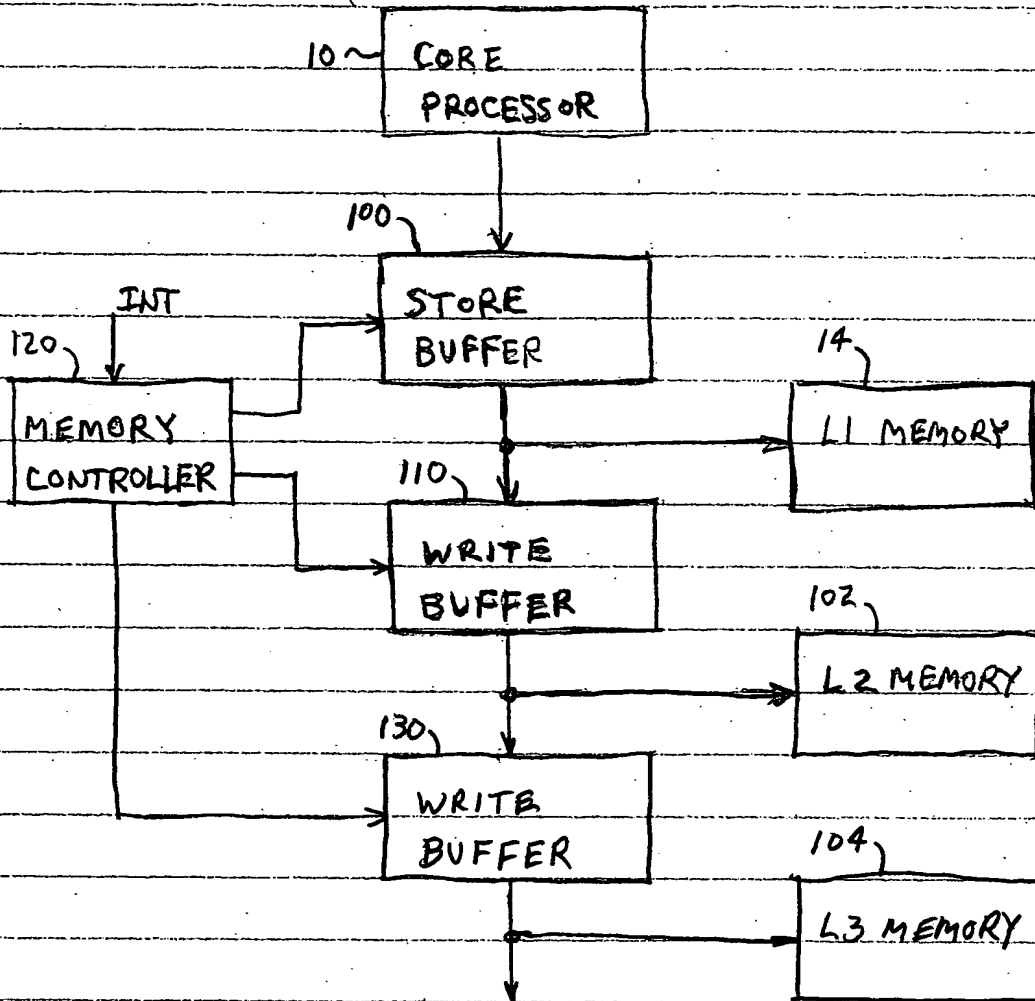 10
CORE
PROCESSOR
100
STORE
BUFFER
INT
120
MEMORY
CONTROLLER
14
L1 MEMORY
110
WRITE
BUFFER
102
L2 MEMORY
130
WRITE
BUFFER
104
L3 MEMORY